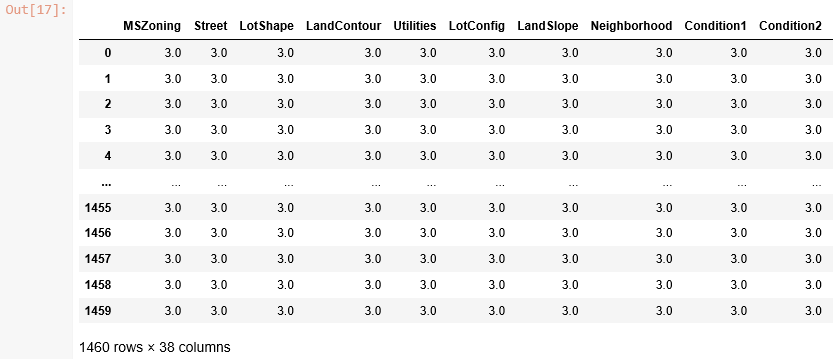 Out[17]:
MSZoning Street LotShape LandContour Utilities LotConfig LandSlope Neighborhood Condition1 Condition2
0 3.0 3.0 3.0 3.0 3.0 3.0 3.0 3.0 3.0 3.0
1 3.0 3.0 3.0 3.0 3.0 3.0 3.0 3.0 3.0 3.0
2 3.0 3.0 3.0 3.0 3.0 3.0 3.0 3.0 3.0 3.0
3 3.0 3.0 3.0 3.0 3.0 3.0 3.0 3.0 3.0 3.0
4 3.0 3.0 3.0 3.0 3.0 3.0 3.0 3.0 3.0 3.0
... ... ... ... ... ... ... ... ... ... ...
1455 3.0 3.0 3.0 3.0 3.0 3.0 3.0 3.0 3.0 3.0
1456 3.0 3.0 3.0 3.0 3.0 3.0 3.0 3.0 3.0 3.0
1457 3.0 3.0 3.0 3.0 3.0 3.0 3.0 3.0 3.0 3.0
1458 3.0 3.0 3.0 3.0 3.0 3.0 3.0 3.0 3.0 3.0
1459 3.0 3.0 3.0 3.0 3.0 3.0 3.0 3.0 3.0 3.0
1460 rows × 38 columns